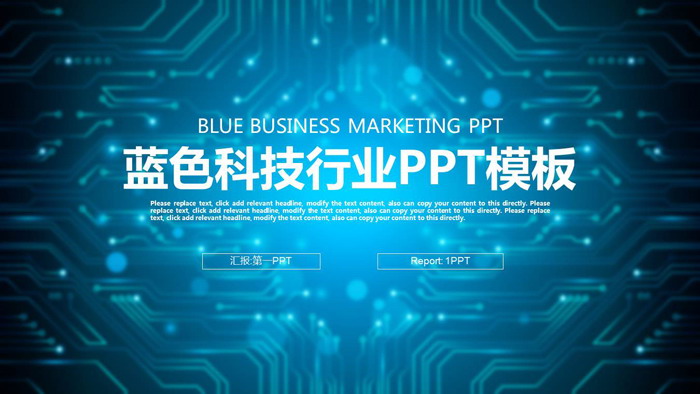 BLUE BUSINESS MARKETING PPT
蓝色科技行业PPT模板
Please replace text, click add relevant headline, modify the text content, also can copy your content to this directly. Please
replace text, click add relevant headline, modify the text content, also can copy your content to this directly. Please replace
text, click add relevant headline, modify the text content, also can copy your content to this directly.
汇报:第一PPT
Report: 1PPT